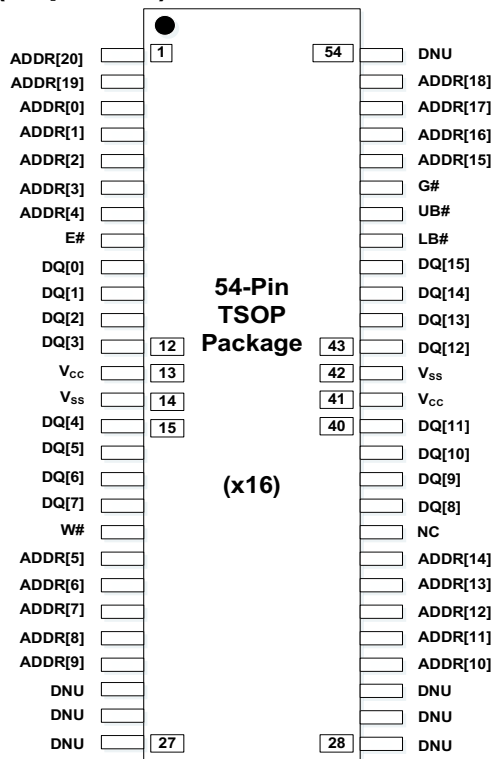 ADDR[20] 1 54 DNU
ADDR[19] ADDR[18]
ADDR[0] ADDR[17]
ADDR[1] ADDR[16]
ADDR[2] ADDR[15]
ADDR[3] G#
ADDR[4] UB#
E# LB#
DQ[0] DQ[15]
DQ[1] 54-Pin DQ[14]
DQ[2] TSOP DQ[13]
DQ[3] 12 Package 43 DQ[12]
VCC 13 42 Vss
Vss 14 41 VCC
DQ[4] 15 40 DQ[11]
DQ[5] DQ[10]
DQ[6] (x16) DQ[9]
DQ[7] DQ[8]
W# NC
ADDR[5] ADDR[14]
ADDR[6] ADDR[13]
ADDR[7] ADDR[12]
ADDR[8] ADDR[11]
ADDR[9] ADDR[10]
DNU DNU
DNU DNU
DNU 27 28 DNU